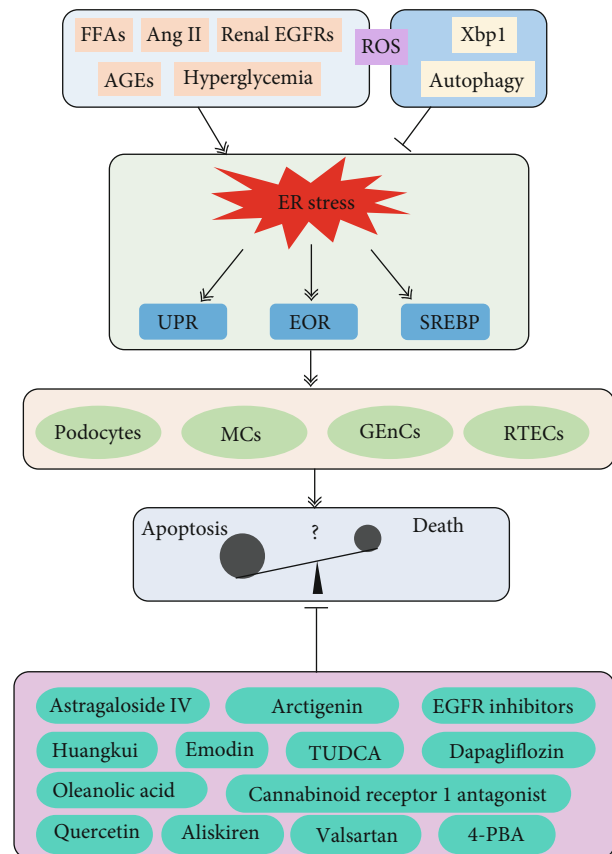 FFAs Ang II Renal EGFRs
ROS
AGEs Hyperglycemia
Xbp1
Autophagy
ER stress
UPR EOR SREBP
Podocytes MCs GEnCs RTECs
Apoptosis ? Death
Astragaloside IV Arctigenin EGFR inhibitors
Huangkui Emodin TUDCA Dapagliflozin
Oleanolic acid Cannabinoid receptor 1 antagonist
Quercetin Aliskiren Valsartan 4-PBA